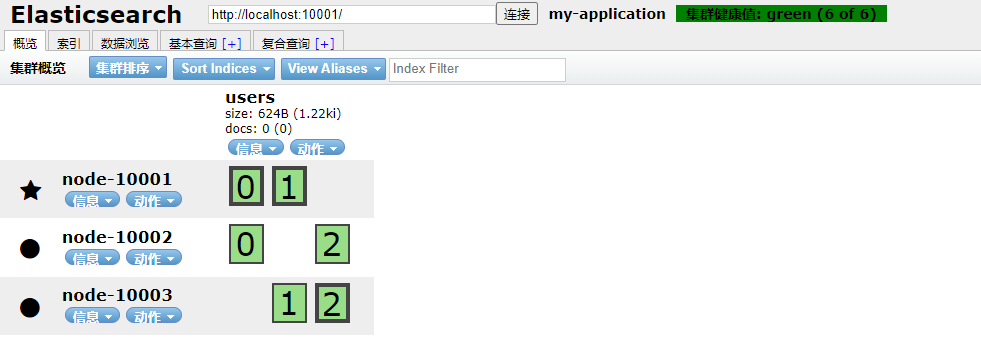 Elasticsearch http://localhost:10001/ 连接 my-application 集群健康值: green (6 of 6)
概览 索引 数据浏览 基本查询 [+] 复合查询 [+]
集群概览 集群排序 Sort Indices View Aliases Index Filter
users
size: 624B (1.22ki)
docs: 0 (0)
信息 动作
node-10001 0 1
信息 动作
node-10002 0 2
信息 动作
node-10003 1 2
信息 动作